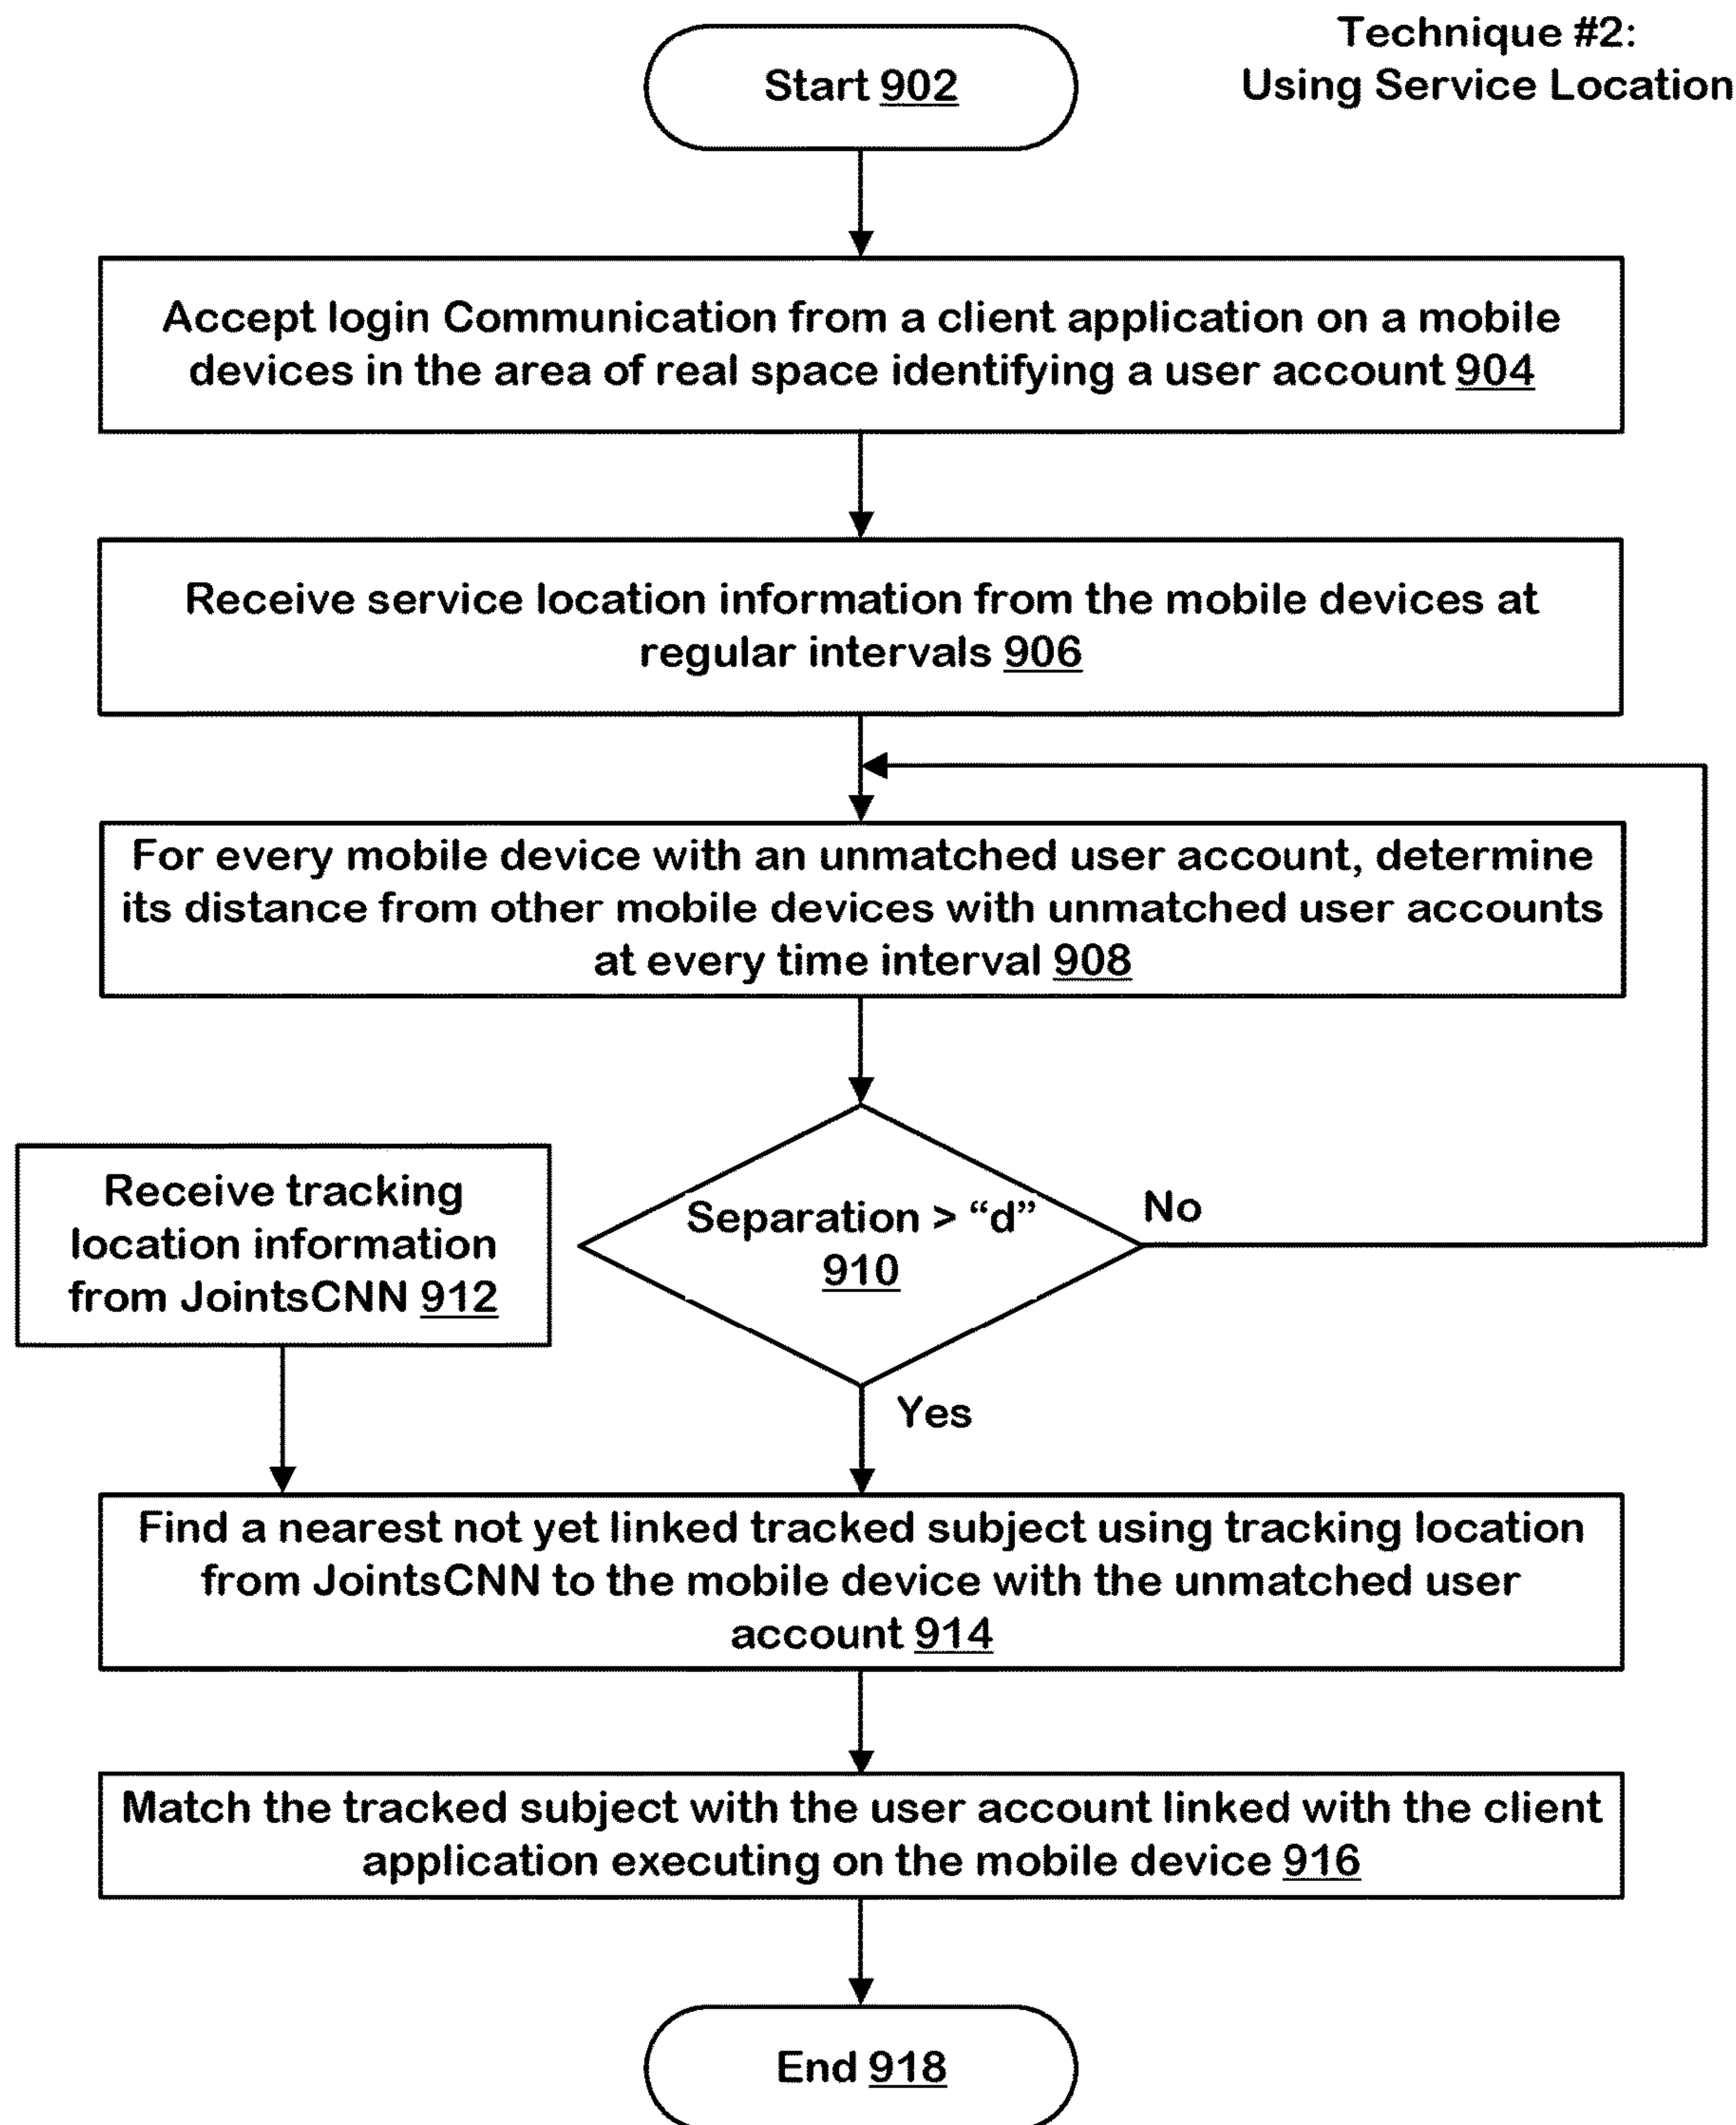 Technique #2:
Using Service Location
Start 902
Accept login Communication from a client application on a mobile
devices in the area of real space identifying a user account 904
Receive service location information from the mobile devices at
regular intervals 906
For every mobile device with an unmatched user account, determine
its distance from other mobile devices with unmatched user accounts
at every time interval 908
Receive tracking
location information
from JointsCNN 912
Separation > “d”
910
No
Yes
Find a nearest not yet linked tracked subject using tracking location
from JointsCNN to the mobile device with the unmatched user
account 914
Match the tracked subject with the user account linked with the client
application executing on the mobile device 916
End 918